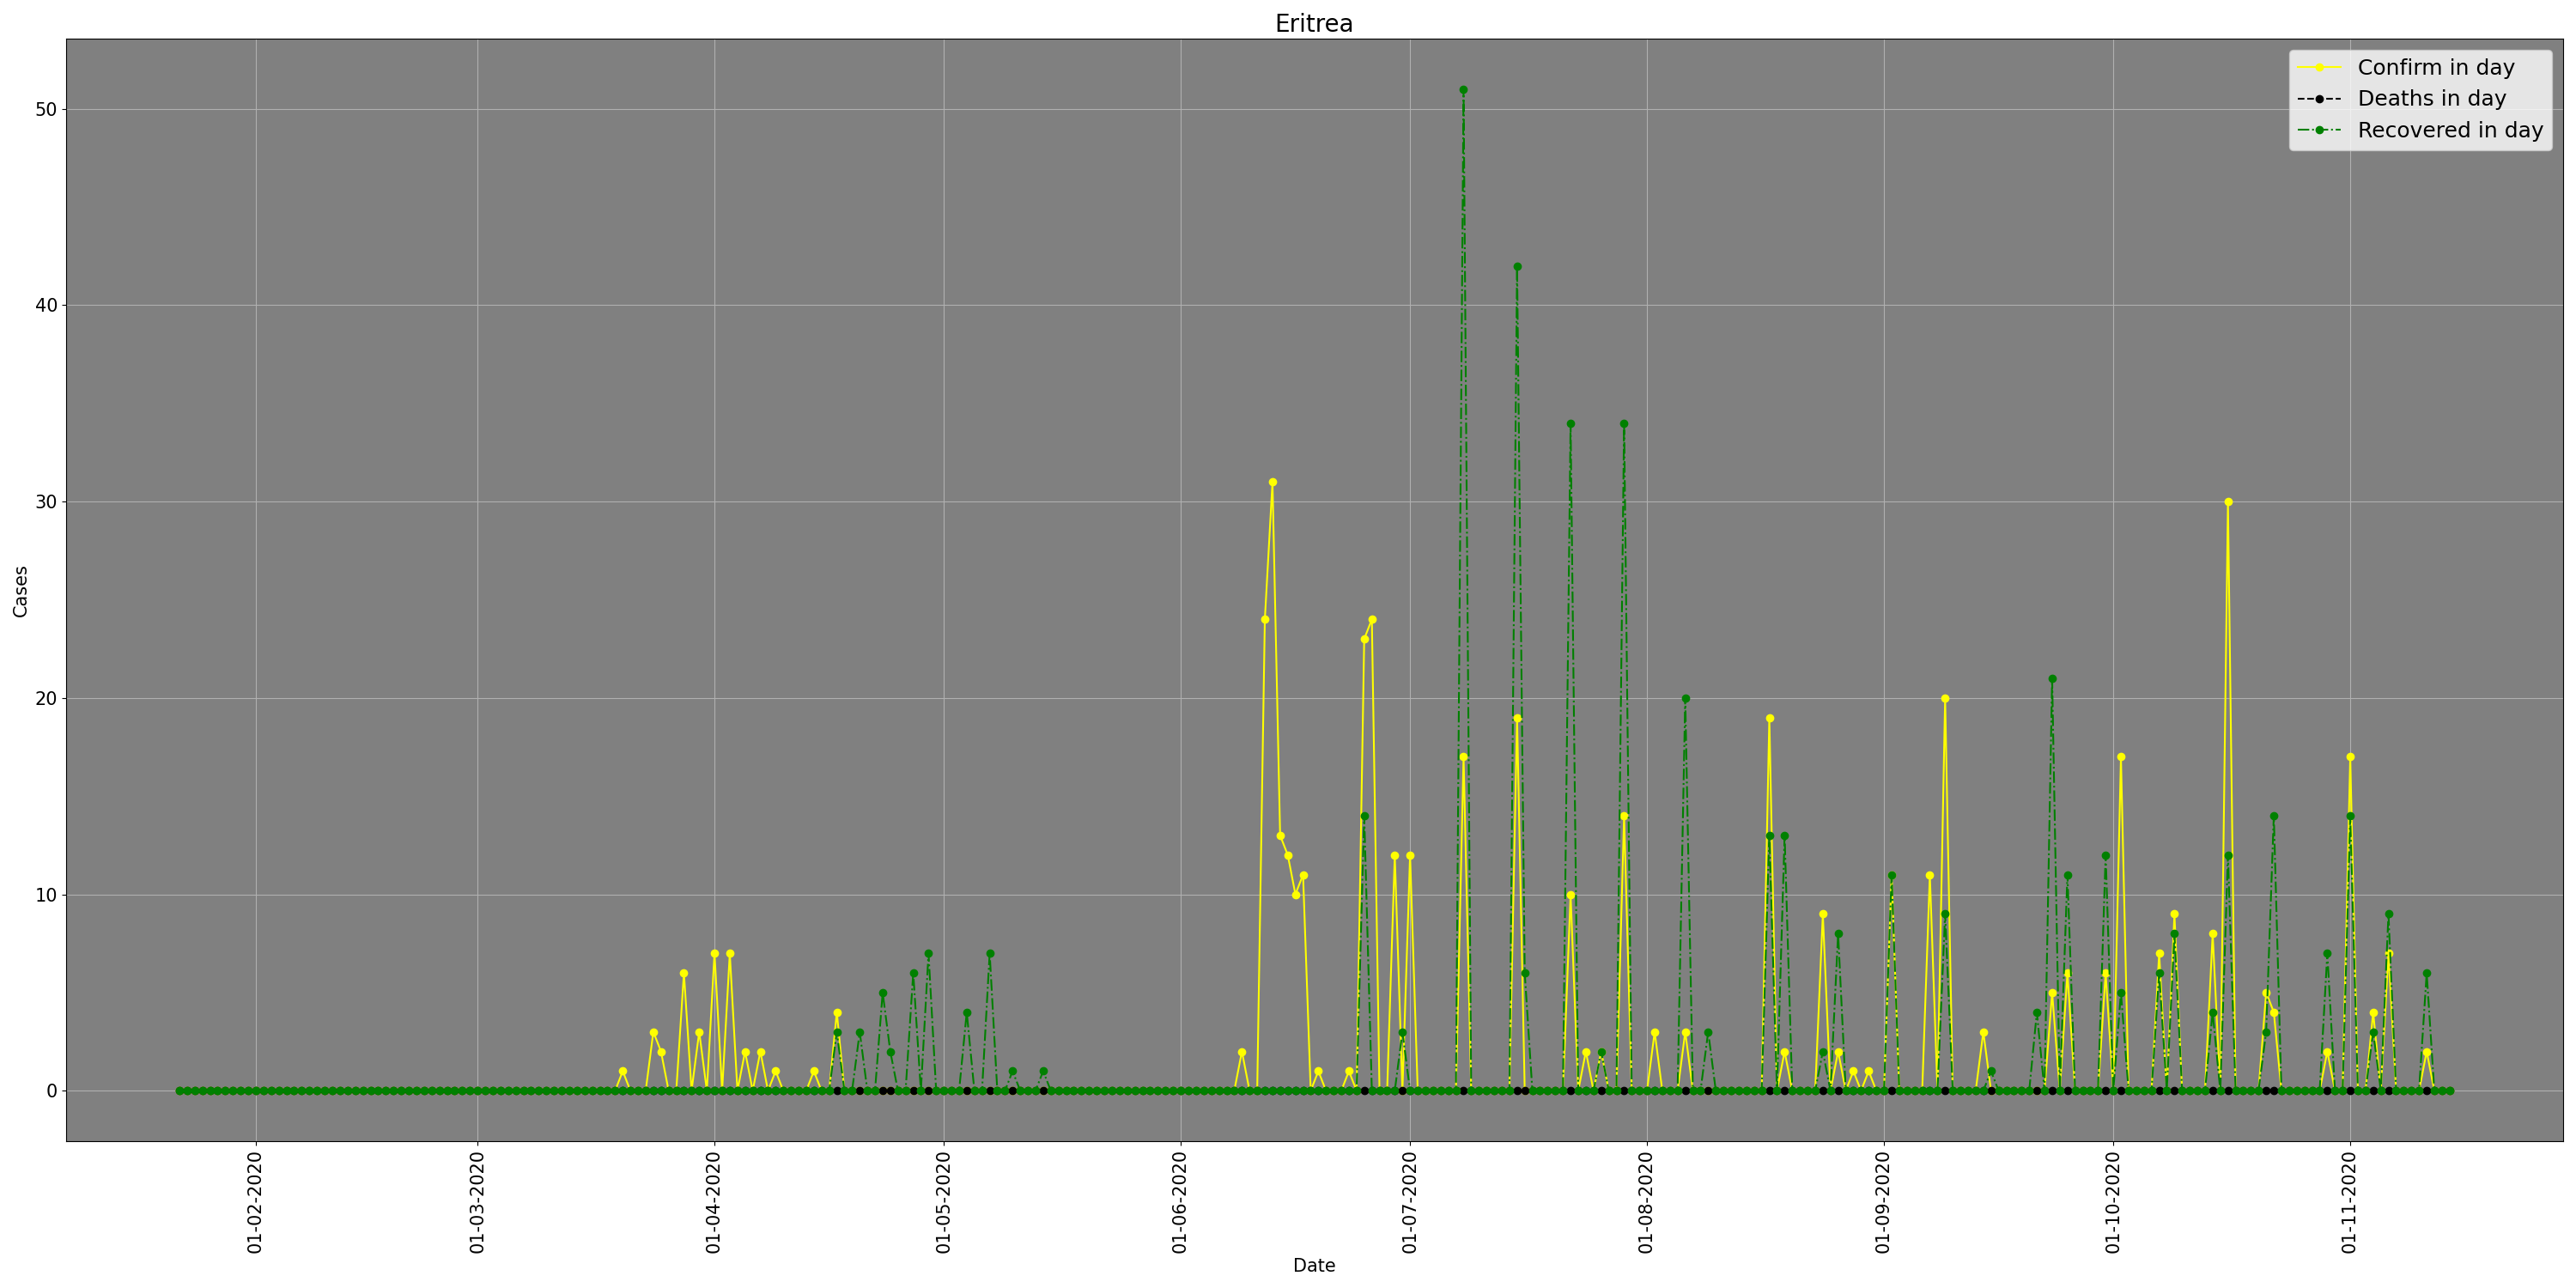 Eritrea
Confirm in day
Deaths in day
Recovered in day
50
40
30
20
10
0
Cases
01-02-2020
01-03-2020
01-04-2020
01-05-2020
01-06-2020
01-07-2020
01-08-2020
01-09-2020
01-10-2020
01-11-2020
Date